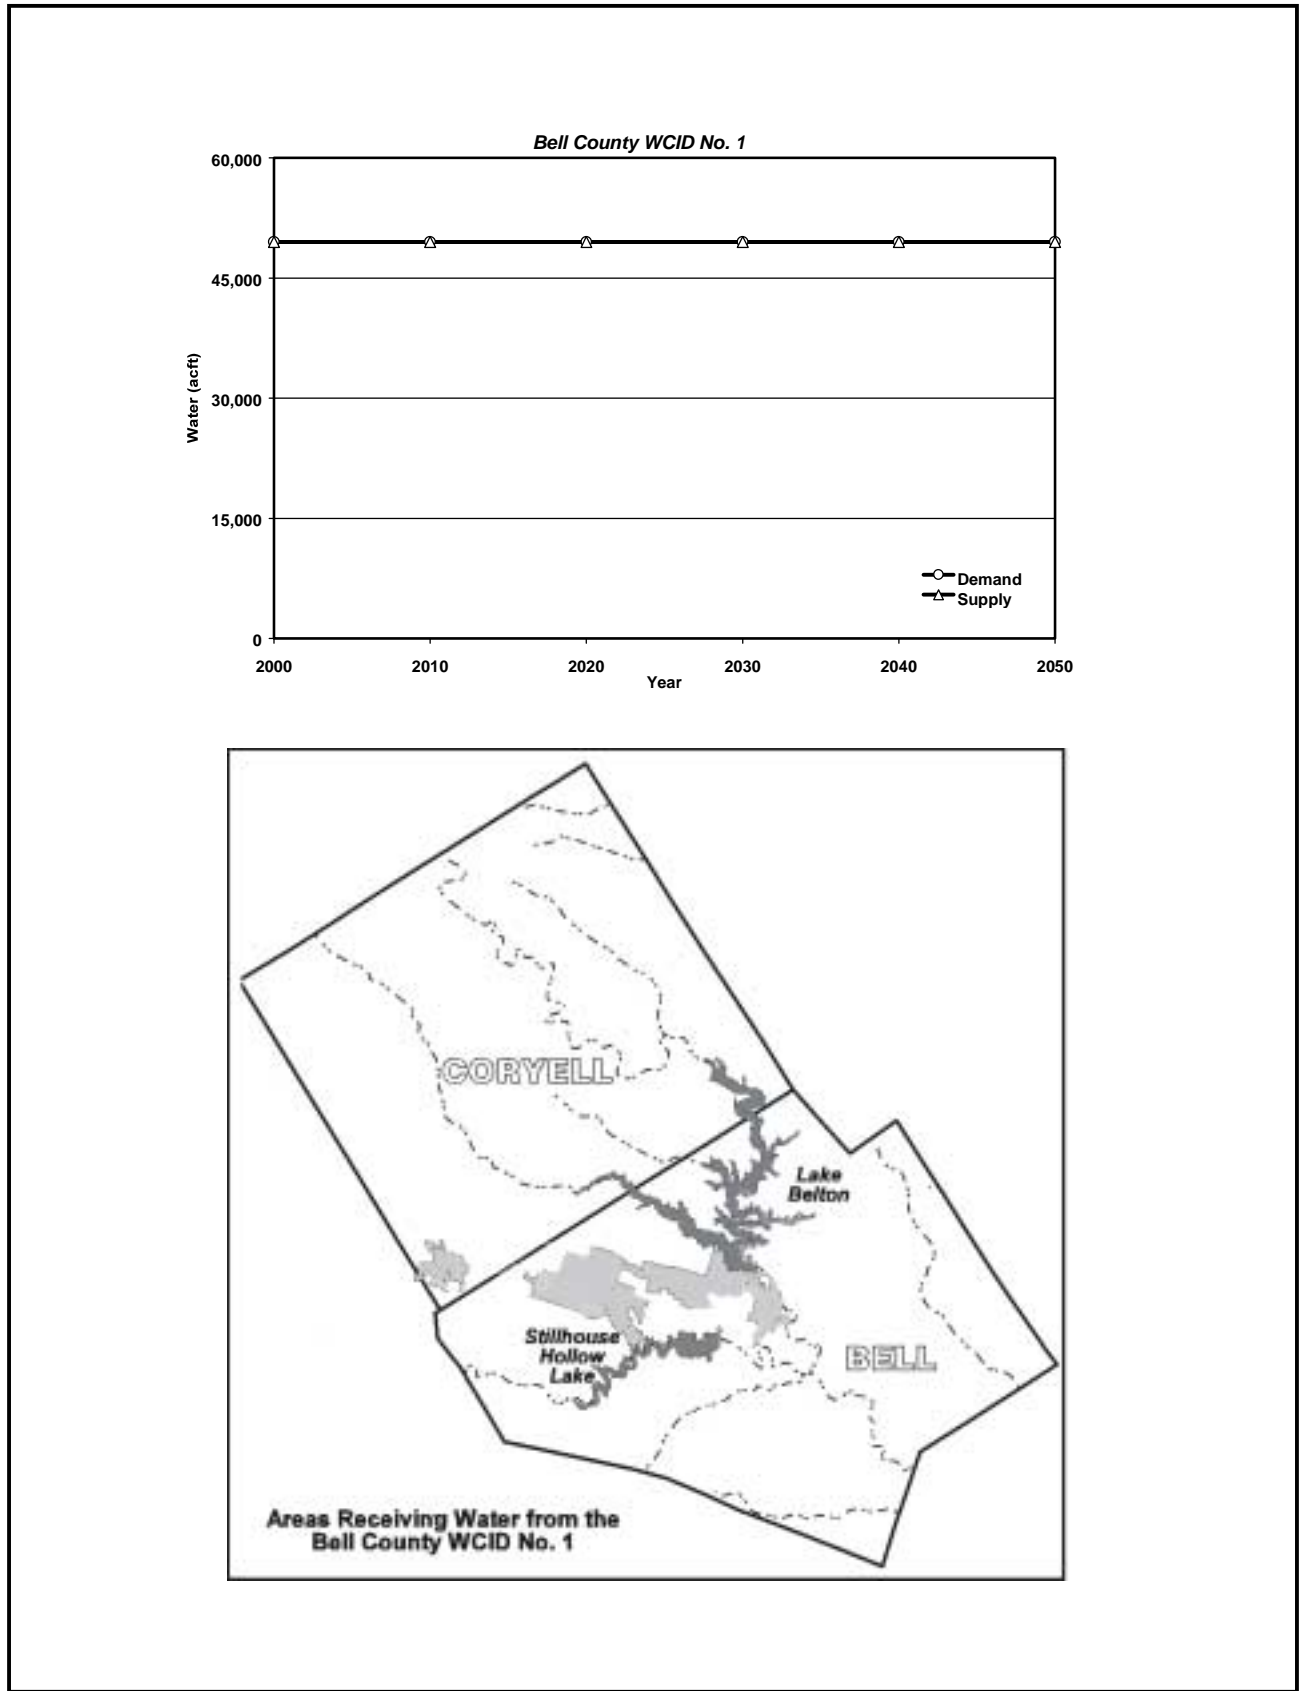 Bell County WCID No. 1
60,000
45,000
30,000
15,000
0
Water (acft)
Demand
Supply
2000 2010 2020 2030 2040 2050
Year
CORYELL
Lake
Belton
Stillhouse
Hollow
Lake
BELL
Areas Receiving Water from the
Bell County WCID No. 1